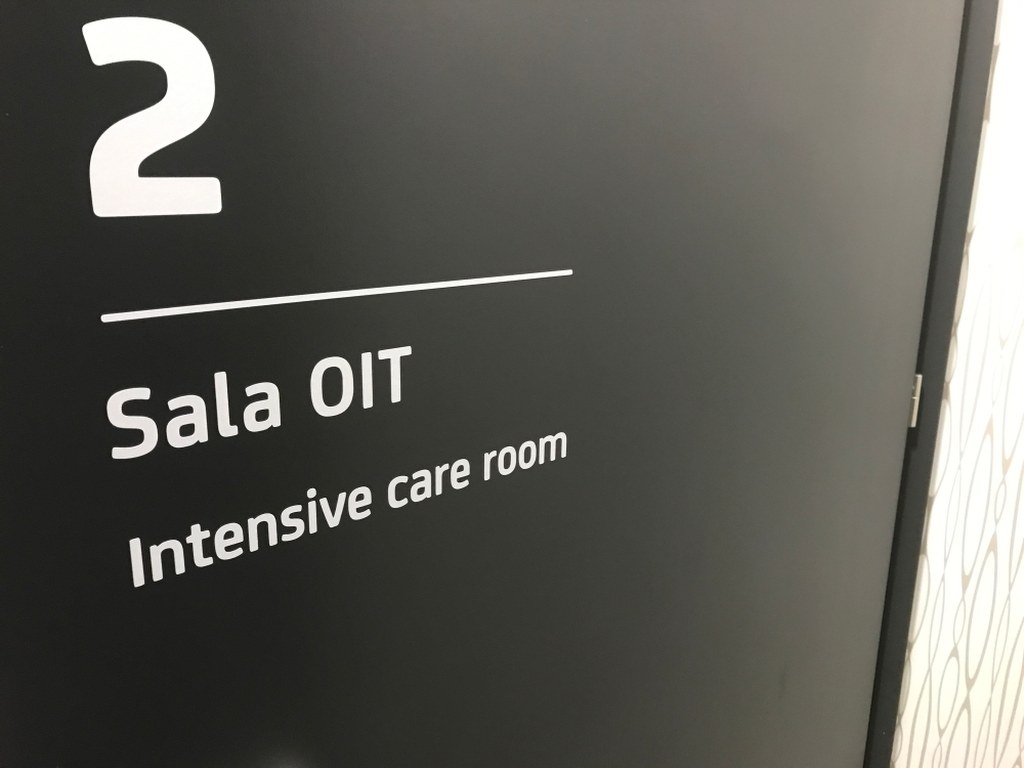 2
Sala OIT
Intensive care room